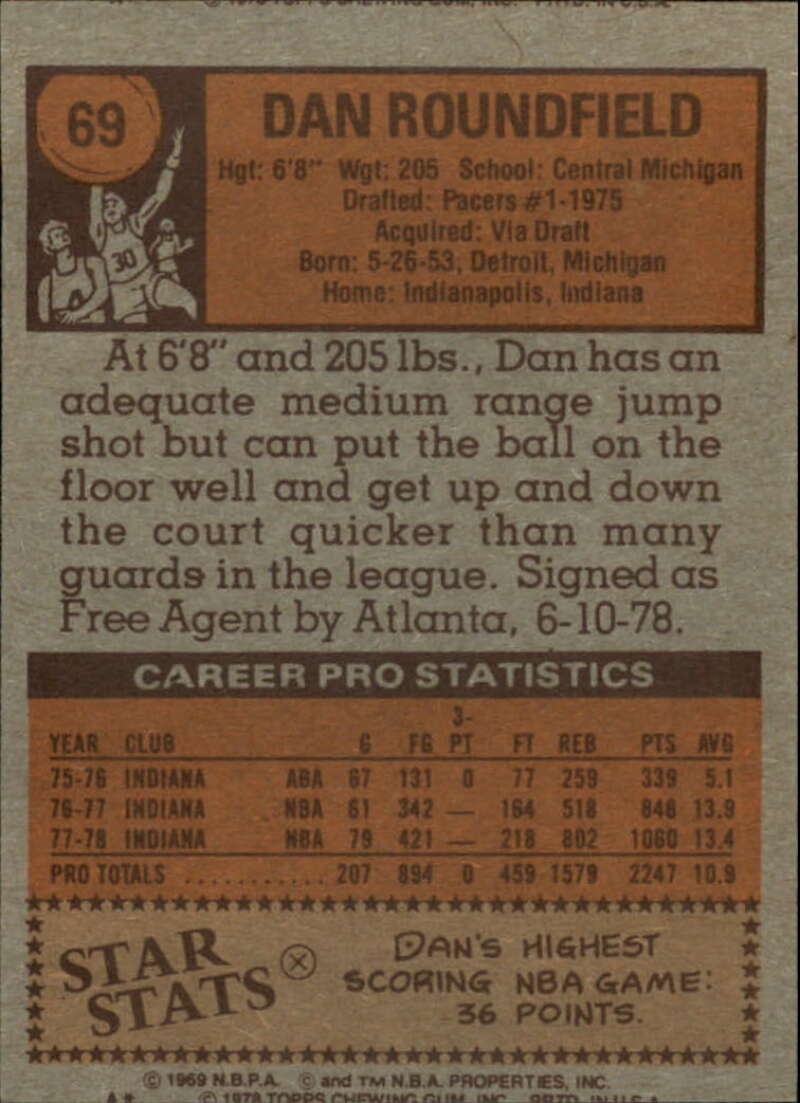 69
DAN ROUNDFIELD
Hgt: 6'8" Wgt: 205 School: Central Michigan
Drafted: Pacers #1-1975
Acquired: Via Draft
Born: 5-26-53, Detroit, Michigan
Home: Indianapolis, Indiana
30
At 6'8" and 205 lbs., Dan has an
adequate medium range jump
shot but can put the ball on the
floor well and get up and down
the court quicker than many
guards in the league. Signed as
Free Agent by Atlanta, 6-10-78.
CAREER PRO STATISTICS
YEAR CLUB G FG 3-PT FT REB PTS AVG
75-76 INDIANA ABA 67 131 0 77 259 339 5.1
76-77 INDIANA NBA 61 342 — 164 518 848 13.9
77-78 INDIANA NBA 79 421 — 218 802 1060 13.4
PRO TOTALS ........... 207 894 0 459 1579 2247 10.9
STAR STATS
DAN'S HIGHEST
SCORING NBA GAME:
36 POINTS.
© 1969 N.B.P.A. © and TM N.B.A. PROPERTIES, INC.
© 1978 TOPPS CHEWING GUM, INC. PRTD. IN U.S.A.